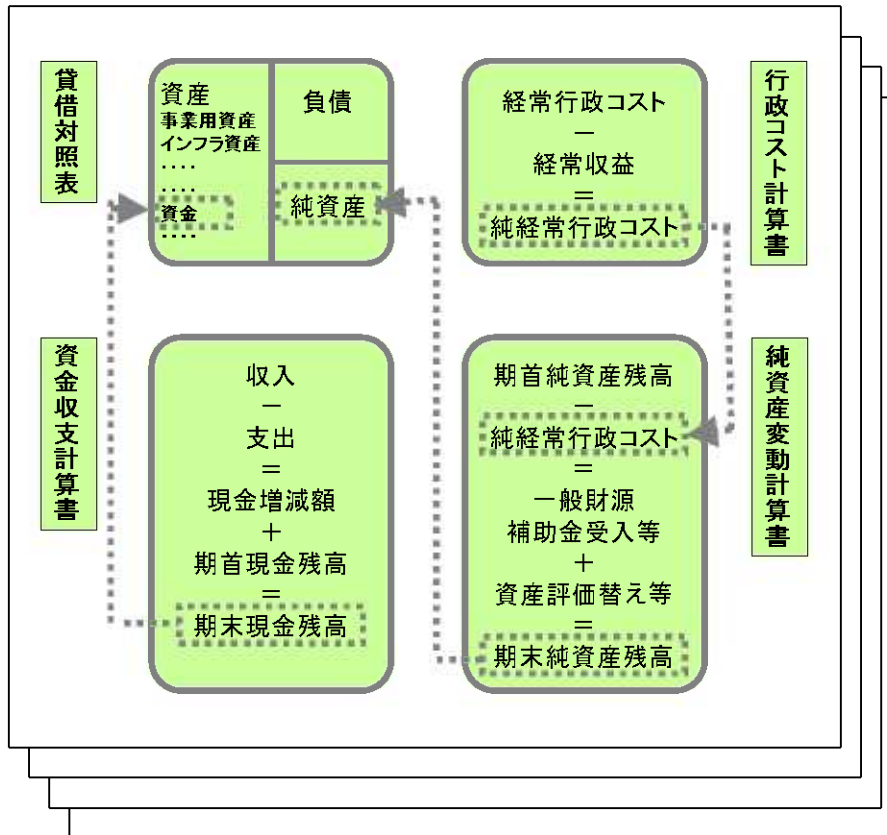 貸借対照表
資産
事業用資産
インフラ資産
‥‥
‥‥
資金
‥‥
負債
純資産
経常行政コスト
－
経常収益
＝
純経常行政コスト
行政コスト計算書
資金収支計算書
収入
－
支出
＝
現金増減額
＋
期首現金残高
＝
期末現金残高
期首純資産残高
－
純経常行政コスト
＝
一般財源
補助金受入等
＋
資産評価替え等
＝
期末純資産残高
純資産変動計算書